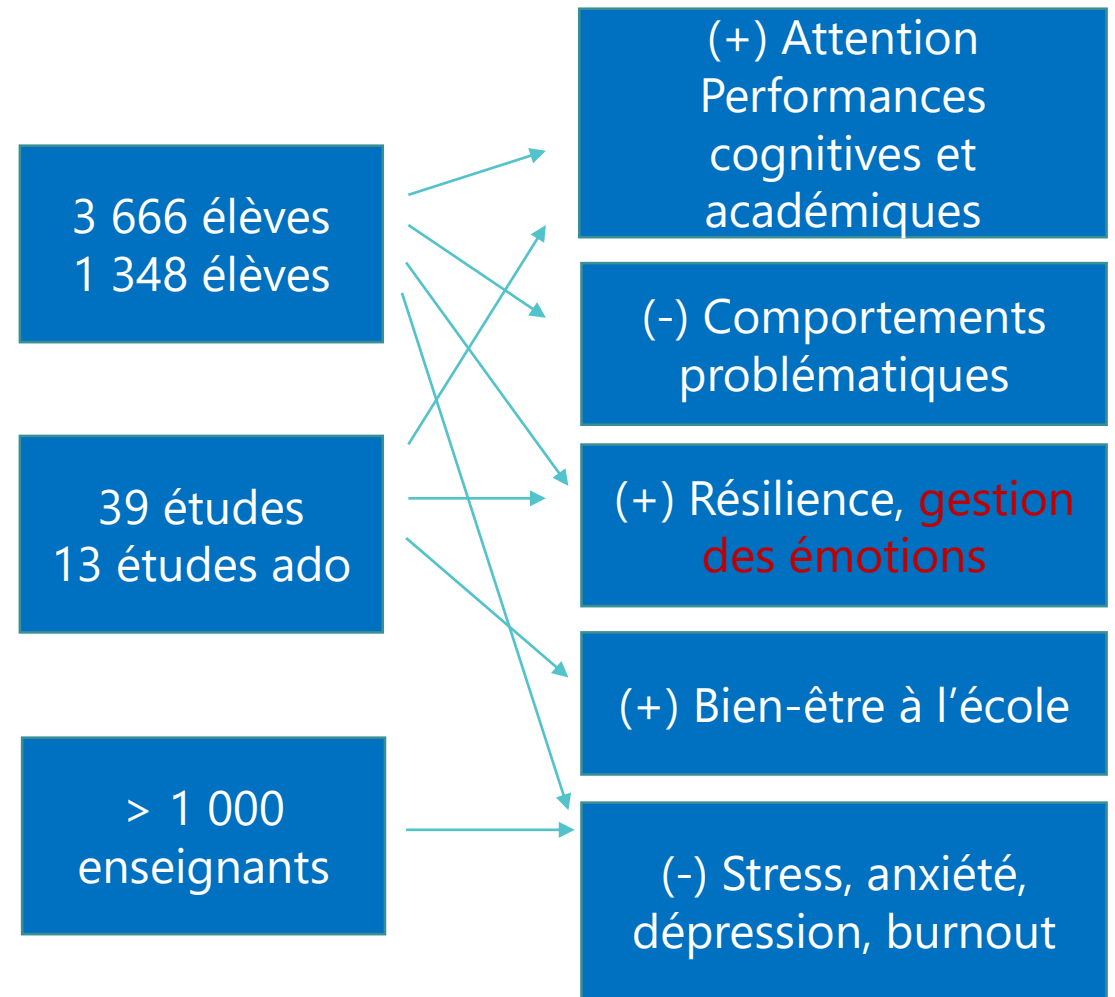 3 666 élèves
1 348 élèves
39 études
13 études ado
> 1 000
enseignants
(+) Attention
Performances
cognitives et
académiques
(-) Comportements
problématiques
(+) Résilience, gestion
des émotions
(+) Bien-être à l’école
(-) Stress, anxiété,
dépression, burnout